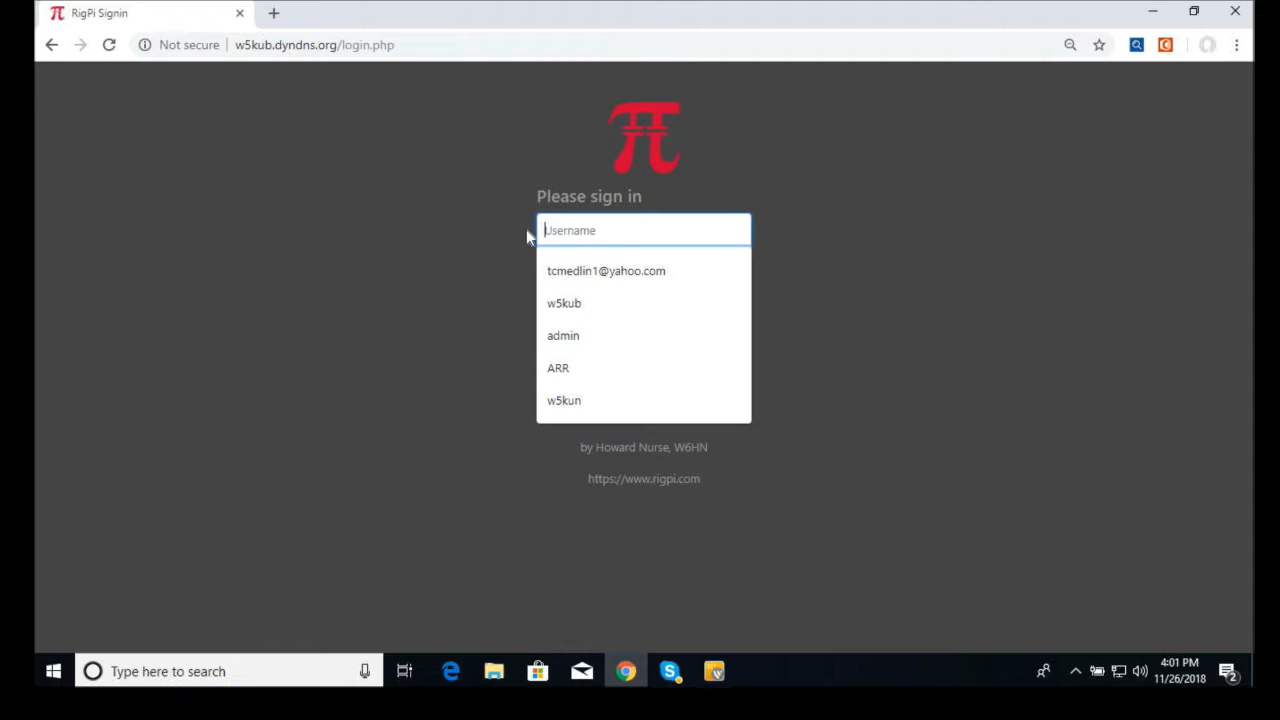 RigPi Signin
Not secure w5kub.dyndns.org/login.php
Please sign in
Username
tcmedlin1@yahoo.com
w5kub
admin
ARR
w5kun
by Howard Nurse, W6HN
https://www.rigpi.com
Type here to search
4:01 PM
11/26/2018
2